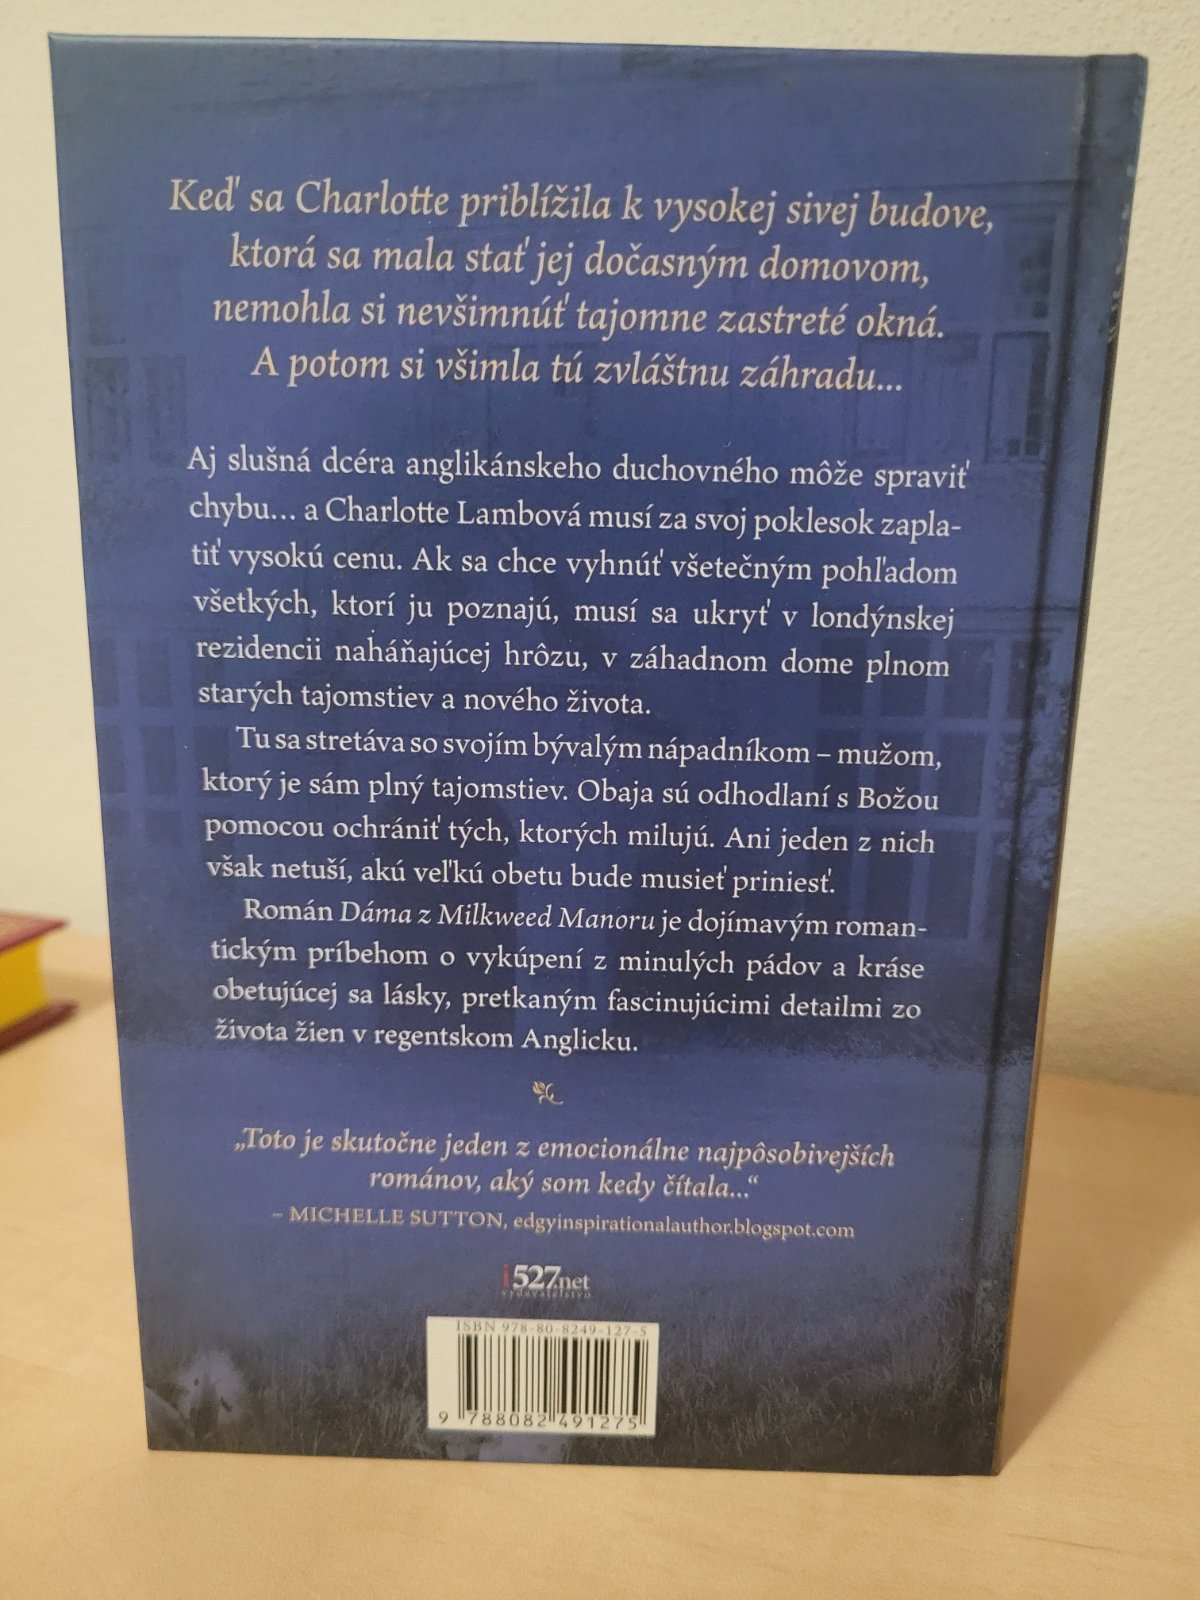 Keď sa Charlotte priblížila k vysokej sivej budove,
ktorá sa mala stať jej dočasným domovom,
nemohla si nevšimnúť tajomne zastreté okná.
A potom si všimla tú zvláštnu záhradu...
Aj slušná dcéra anglikánskeho duchovného môže spraviť
chybu... a Charlotte Lambová musí za svoj poklesok zapla-
tiť vysokú cenu. Ak sa chce vyhnúť všetečným pohľadom
všetkých, ktorí ju poznajú, musí sa ukryť v londýnskej
rezidencii naháňajúcej hrôzu, v záhadnom dome plnom
starých tajomstiev a nového života.
Tu sa stretáva so svojím bývalým nápadníkom – mužom,
ktorý je sám plný tajomstiev. Obaja sú odhodlaní s Božou
pomocou ochrániť tých, ktorých milujú. Ani jeden z nich
však netuší, akú veľkú obetu bude musieť priniesť.
Román Dáma z Milkweed Manoru je dojímavým roman-
tickým príbehom o vykúpení z minulých pádov a kráse
obetujúcej sa lásky, pretkaným fascinujúcimi detailmi zo
života žien v regentskom Anglicku.
„Toto je skutočne jeden z emocionálne najpôsobivejších
románov, aký som kedy čítala...“
– MICHELLE SUTTON, edgyinspirationalauthor.blogspot.com
i527.net
vydavateľstvo
ISBN 978-80-8249-127-5
9 788082 491275